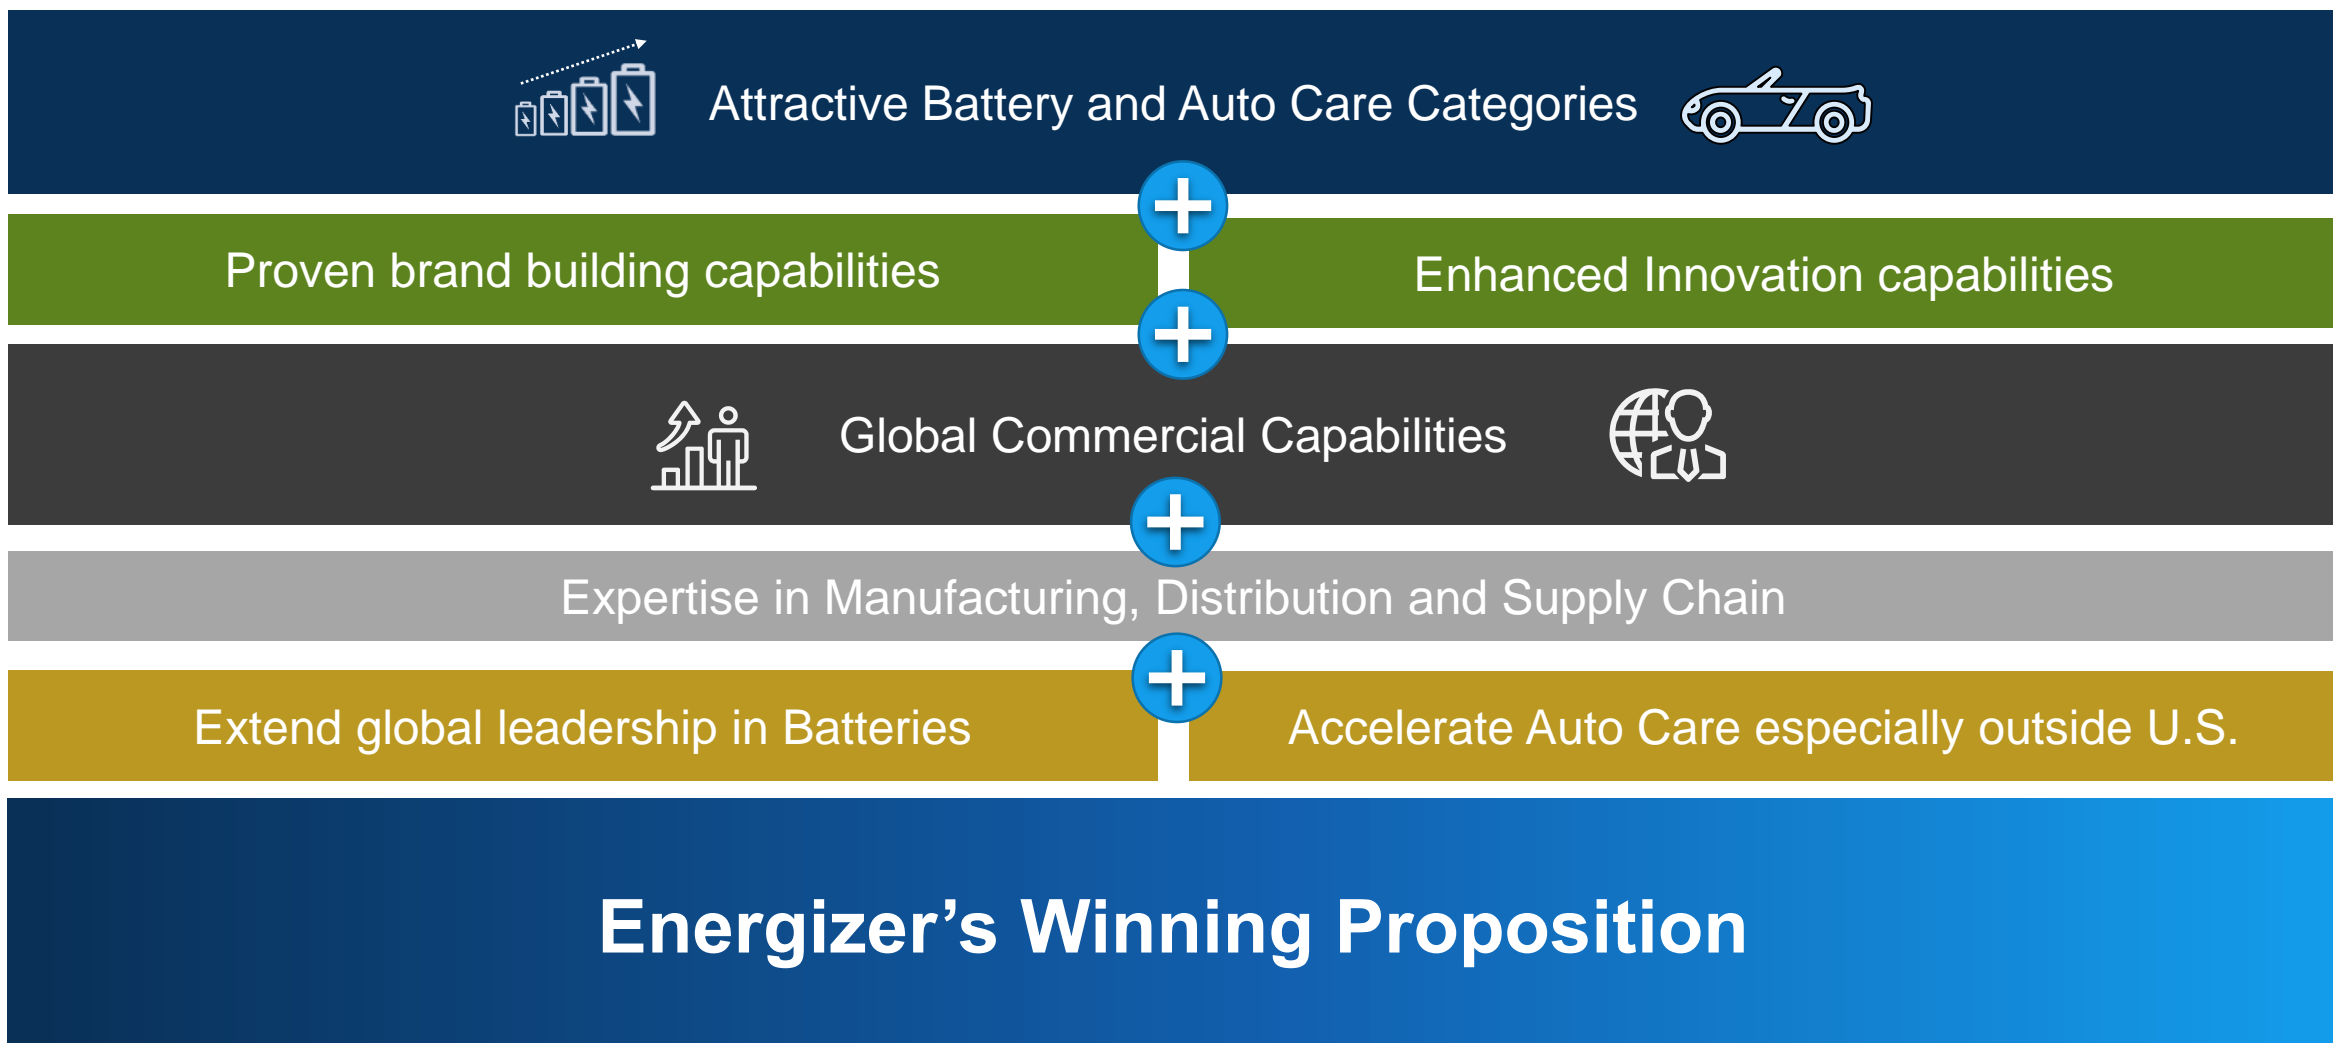 Attractive Battery and Auto Care Categories
Proven brand building capabilities
Enhanced Innovation capabilities
Global Commercial Capabilities
Expertise in Manufacturing, Distribution and Supply Chain
Extend global leadership in Batteries
Accelerate Auto Care especially outside U.S.
Energizer’s Winning Proposition